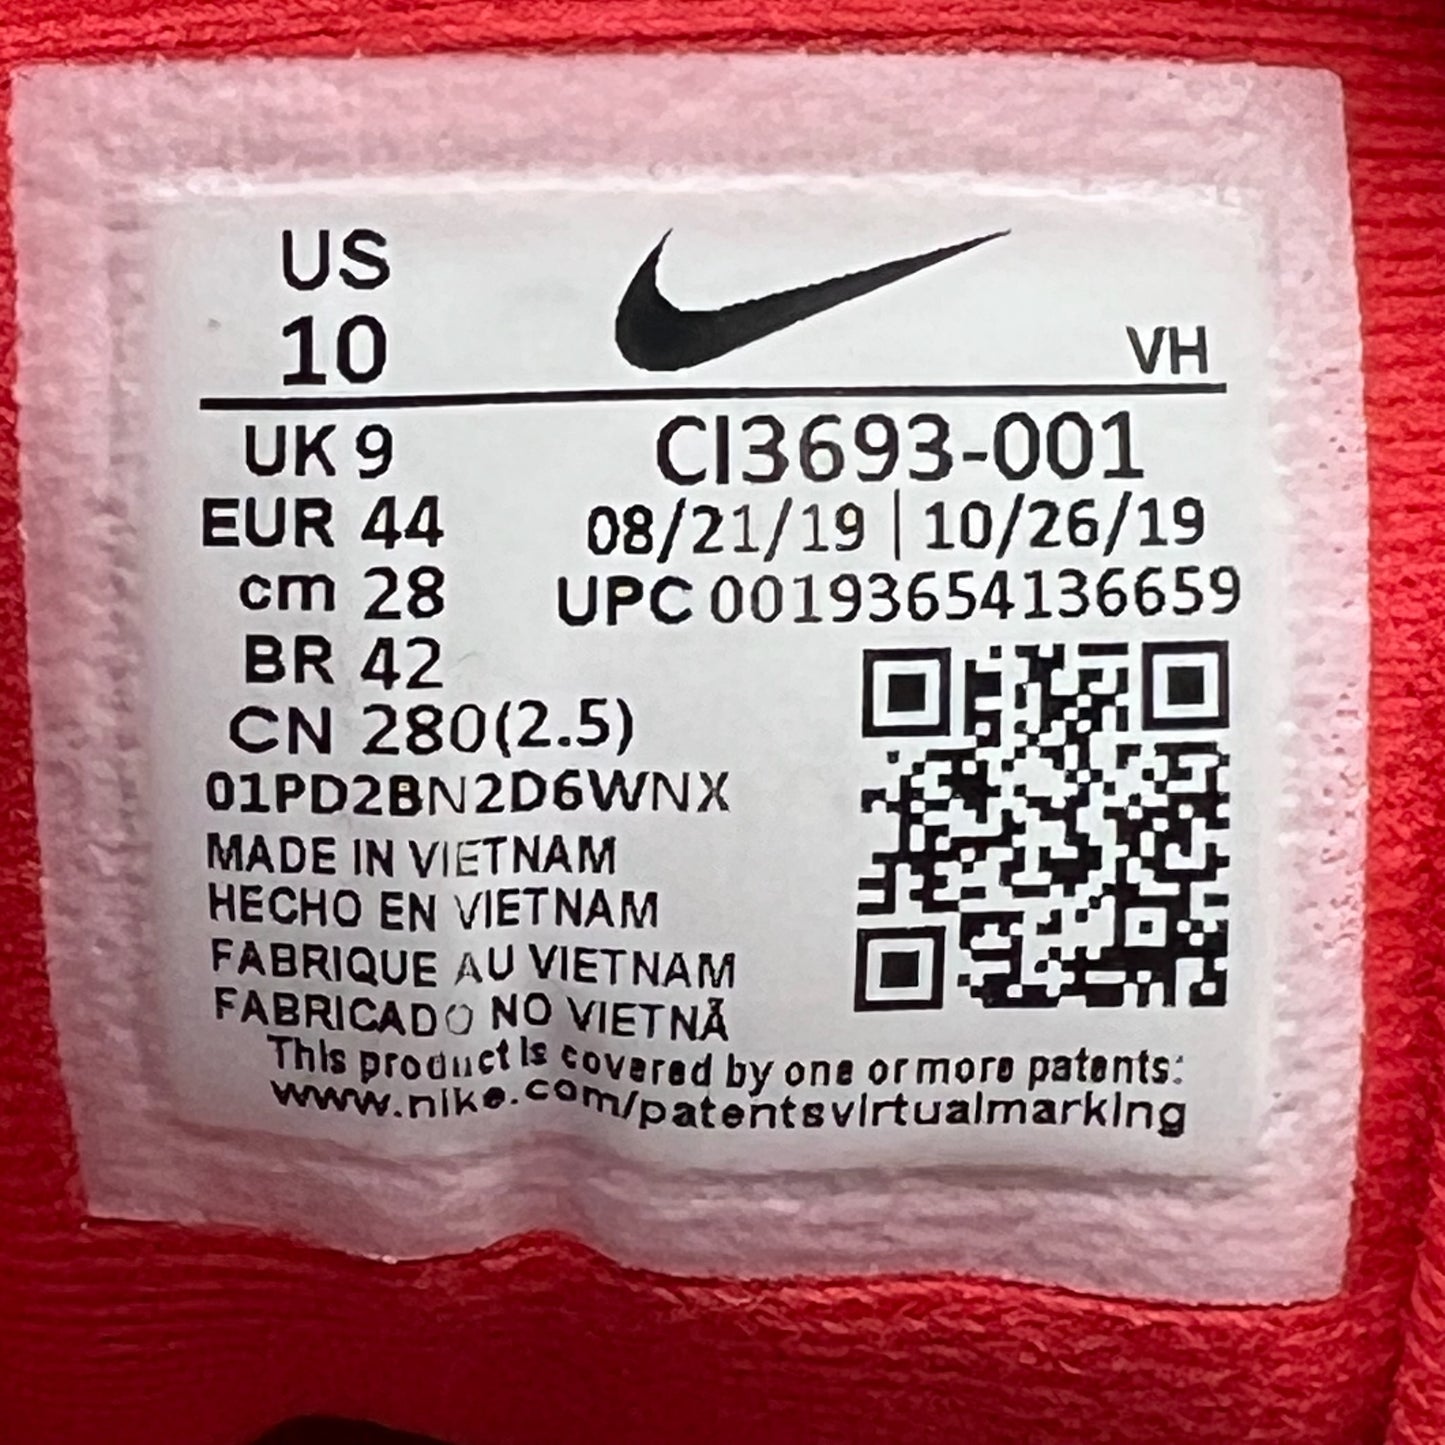 US
10
VH
UK 9
EUR 44
cm 28
BR 42
CN 280(2.5)
CI3693-001
08/21/19 | 10/26/19
UPC 00193654136659
01PD2BN2D6WNX
MADE IN VIETNAM
HECHO EN VIETNAM
FABRIQUE AU VIETNAM
FABRICADO NO VIETNÃ
This product is covered by one or more patents:
www.nike.com/patentsvirtualmarking